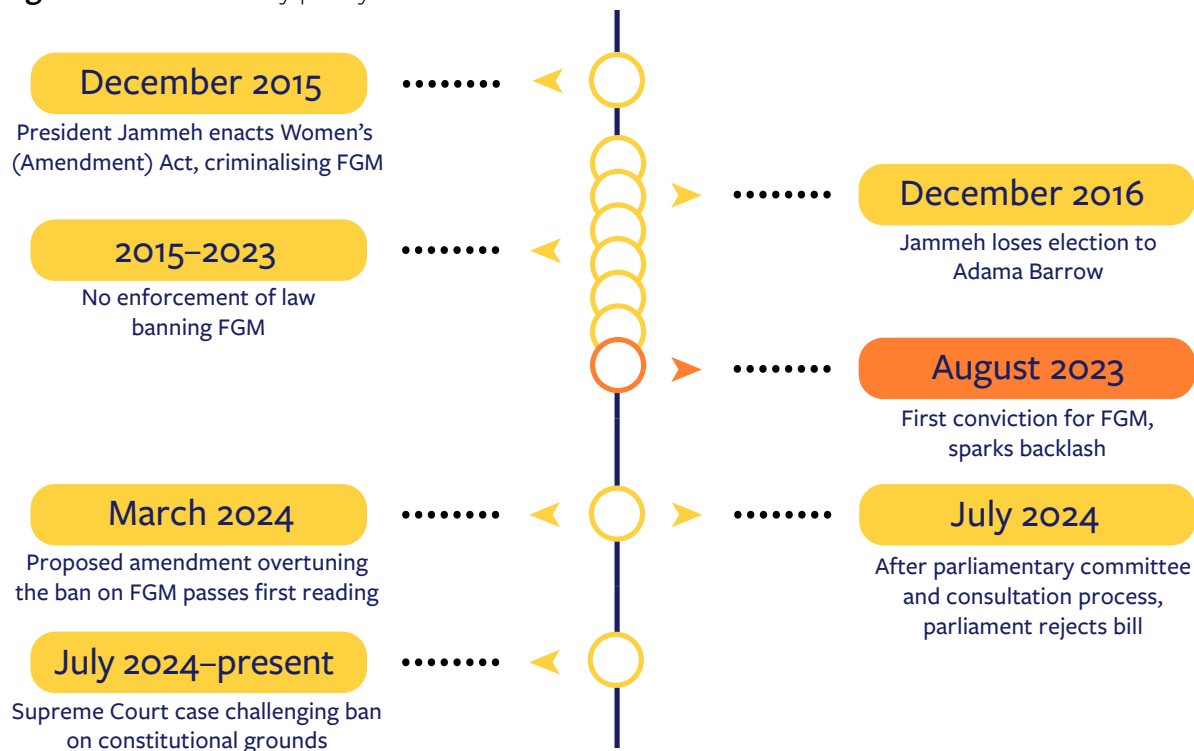 December 2015
President Jammeh enacts Women's
(Amendment) Act, criminalising FGM
December 2016
Jammeh loses election to
Adama Barrow
2015–2023
No enforcement of law
banning FGM
August 2023
First conviction for FGM,
sparks backlash
March 2024
Proposed amendment overtuning
the ban on FGM passes first reading
July 2024
After parliamentary committee
and consultation process,
parliament rejects bill
July 2024–present
Supreme Court case challenging ban
on constitutional grounds